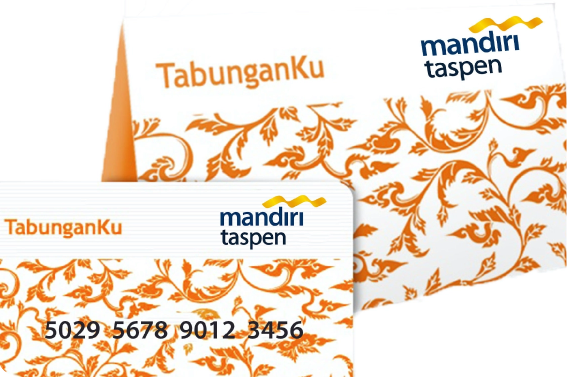 TabunganKu
mandiri
taspen
TabunganKu
mandiri
taspen
5029 5678 9012 3456